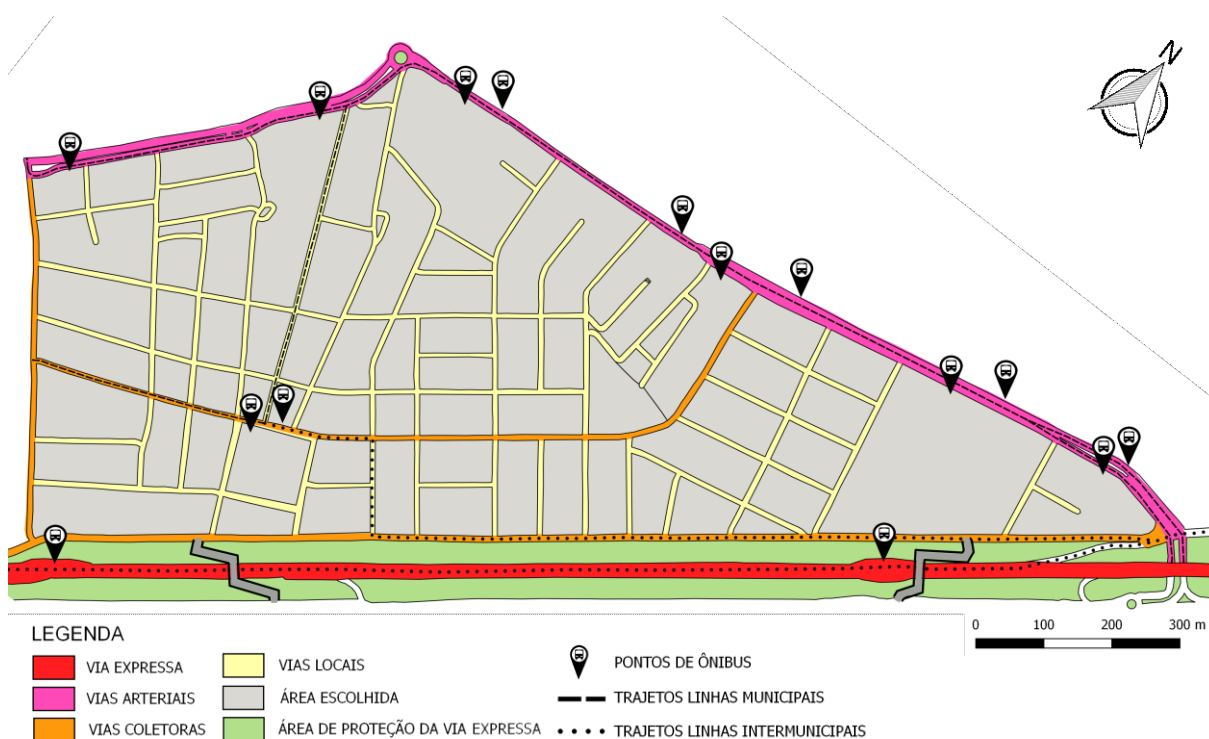 N
0 100 200 300 m
LEGENDA
VIA EXPRESSA
VIAS ARTERIAIS
VIAS COLETORAS
VIAS LOCAIS
ÁREA ESCOLHIDA
ÁREA DE PROTEÇÃO DA VIA EXPRESSA
PONTOS DE ÔNIBUS
TRAJETOS LINHAS MUNICIPAIS
TRAJETOS LINHAS INTERMUNICIPAIS